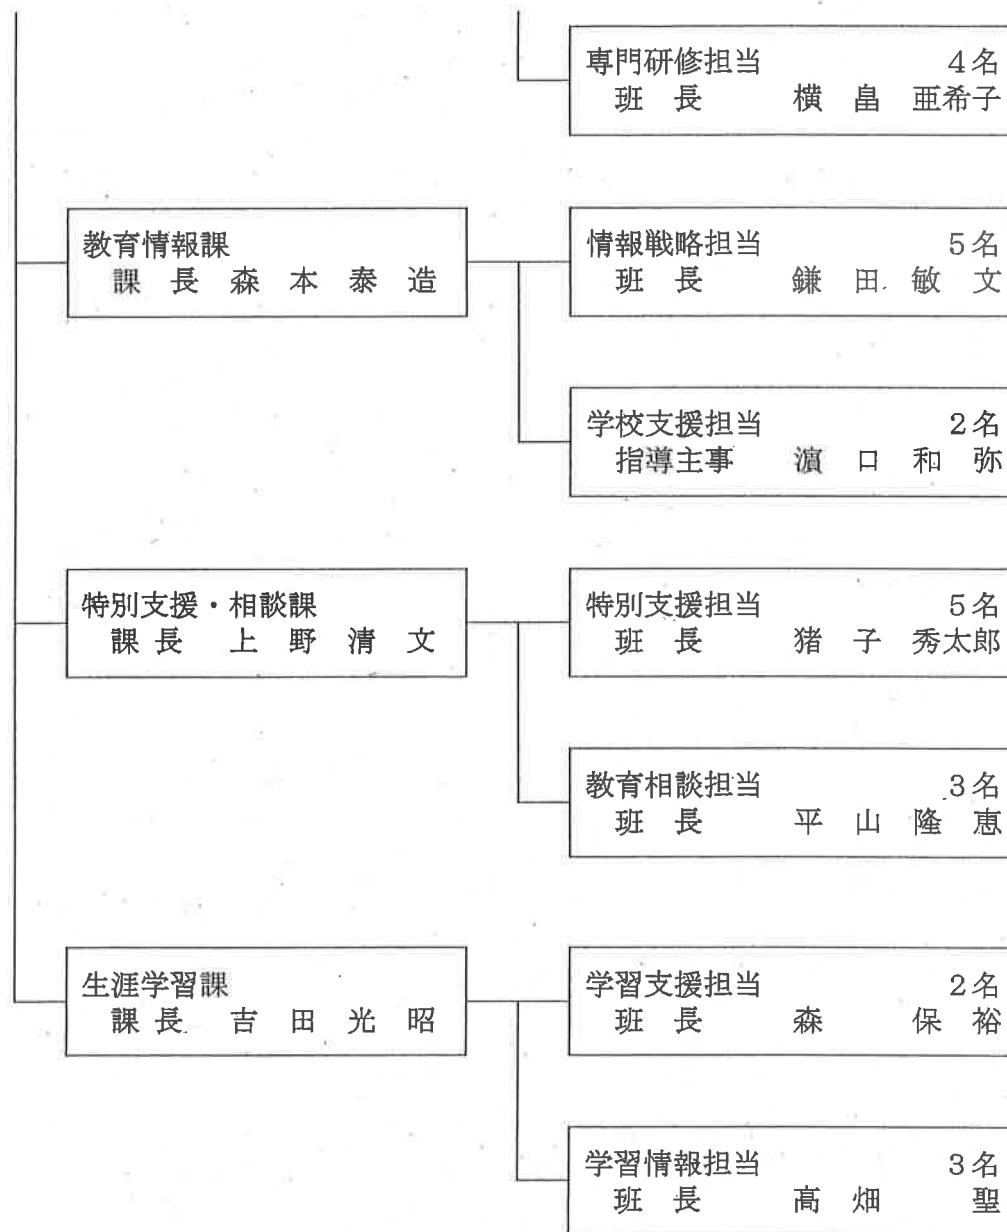 専門研修担当 4名
班 長 横 畠 亜希子
教育情報課
課 長 森 本 泰 造
情報戦略担当 5名
班 長 鎌 田 敏 文
学校支援担当 2名
指導主事 濵 口 和 弥
特別支援・相談課
課 長 上 野 清 文
特別支援担当 5名
班 長 猪 子 秀太郎
教育相談担当 3名
班 長 平 山 隆 恵
生涯学習課
課 長 吉 田 光 昭
学習支援担当 2名
班 長 森 保 裕
学習情報担当 3名
班 長 高 畑 聖